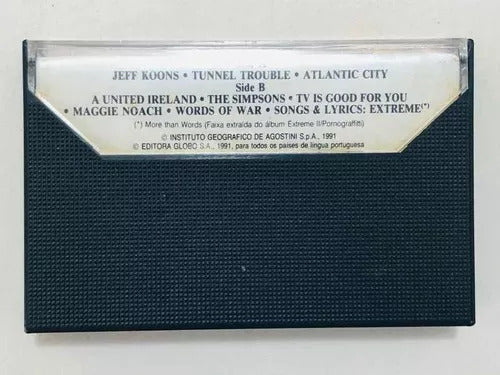 JEFF KOONS • TUNNEL TROUBLE • ATLANTIC CITY
Side B
A UNITED IRELAND • THE SIMPSONS • TV IS GOOD FOR YOU
• MAGGIE NOACH • WORDS OF WAR • SONGS & LYRICS: EXTREME(*)
(*) More than Words (Faixa extraída do álbum Extreme II/Pornograffitti)
© INSTITUTO GEOGRAFICO DE AGOSTINI S.p.A., 1991
© EDITORA GLOBO S.A., 1991, para todos os países de língua portuguesa